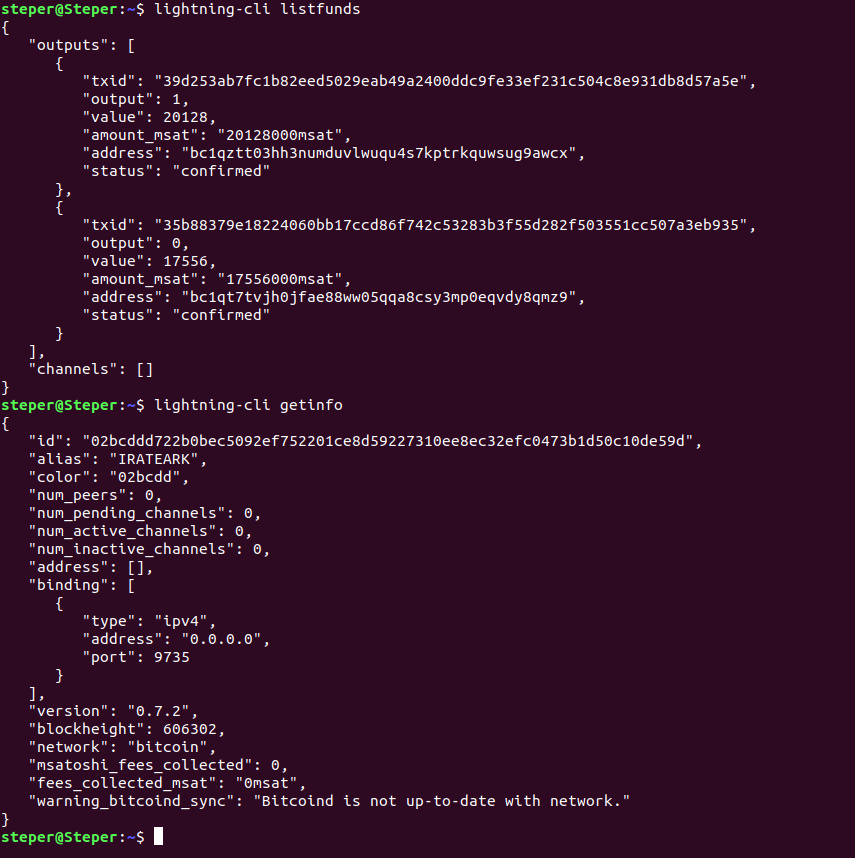 steper@Steper:~$ lightning-cli listfunds
{
   "outputs": [
      {
         "txid": "39d253ab7fc1b82eed5029eab49a2400ddc9fe33ef231c504c8e931db8d57a5e",
         "output": 1,
         "value": 20128,
         "amount_msat": "20128000msat",
         "address": "bc1qztt03hh3numduvlwuqu4s7kptrkquwsug9awcx",
         "status": "confirmed"
      },
      {
         "txid": "35b88379e18224060bb17ccd86f742c53283b3f55d282f503551cc507a3eb935",
         "output": 0,
         "value": 17556,
         "amount_msat": "17556000msat",
         "address": "bc1qt7tvjh0jfae88ww05qqa8csy3mp0eqvdy8qmz9",
         "status": "confirmed"
      }
   ],
   "channels": []
}
steper@Steper:~$ lightning-cli getinfo
{
   "id": "02bcddd722b0bec5092ef752201ce8d59227310ee8ec32efc0473b1d50c10de59d",
   "alias": "IRATEARK",
   "color": "02bcdd",
   "num_peers": 0,
   "num_pending_channels": 0,
   "num_active_channels": 0,
   "num_inactive_channels": 0,
   "address": [],
   "binding": [
      {
         "type": "ipv4",
         "address": "0.0.0.0",
         "port": 9735
      }
   ],
   "version": "0.7.2",
   "blockheight": 606302,
   "network": "bitcoin",
   "msatoshi_fees_collected": 0,
   "fees_collected_msat": "0msat",
   "warning_bitcoind_sync": "Bitcoind is not up-to-date with network."
}
steper@Steper:~$